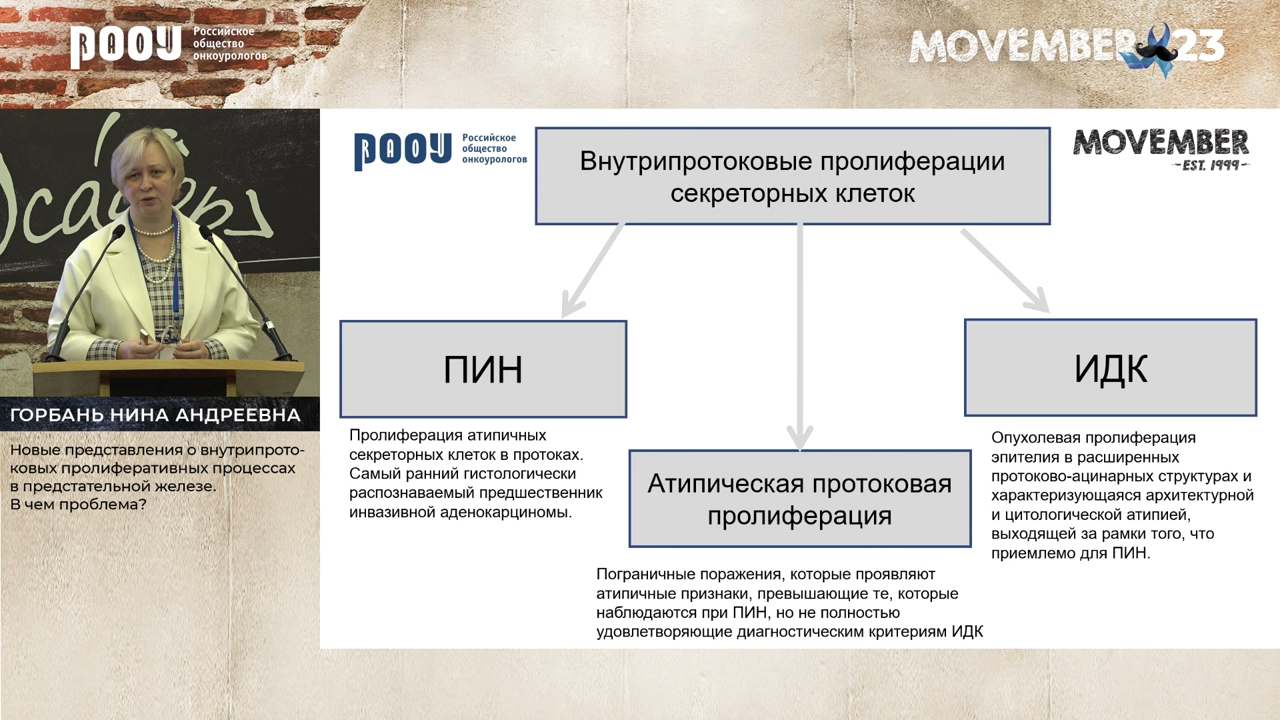 РАОУ
Российское
общество
онкоурологов
MOVEMBER 23
РАОУ
Российское
общество
онкоурологов
MOVEMBER
EST. 1999
Внутрипротоковые пролиферации
секреторных клеток
ПИН
Пролиферация атипичных
секреторных клеток в протоках.
Самый ранний гистологически
распознаваемый предшественник
инвазивной аденокарциномы.
Атипическая протоковая
пролиферация
Пограничные поражения, которые проявляют
атипичные признаки, превышающие те, которые
наблюдаются при ПИН, но не полностью
удовлетворяющие диагностическим критериям ИДК
ИДК
Опухолевая пролиферация
эпителия в расширенных
протоково-ацинарных структурах и
характеризующаяся архитектурной
и цитологической атипией,
выходящей за рамки того, что
приемлемо для ПИН.
ГОРБАНЬ НИНА АНДРЕЕВНА
Новые представления о внутрипрото-
ковых пролиферативных процессах
в предстательной железе.
В чем проблема?